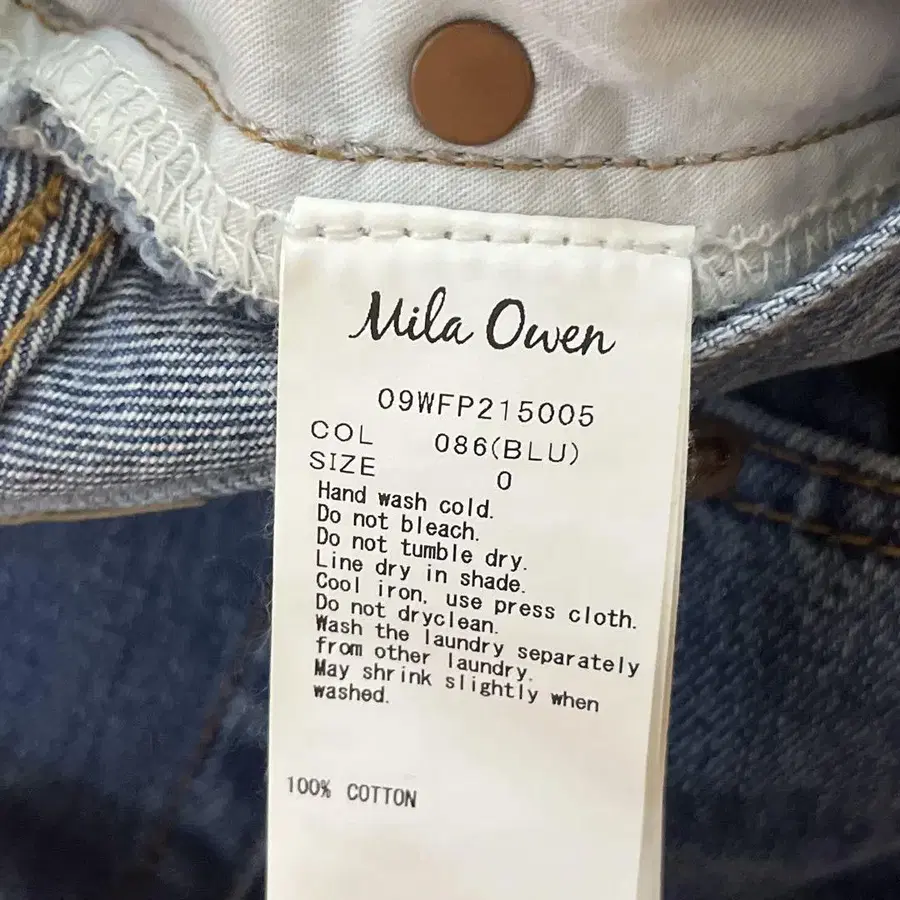 Mila Owen
09WFP215005
COL 086(BLU)
SIZE 0
Hand wash cold.
Do not bleach.
Do not tumble dry.
Line dry in shade.
Cool iron, use press cloth.
Do not dryclean.
Wash the laundry separately
from other laundry.
May shrink slightly when
washed.
100% COTTON